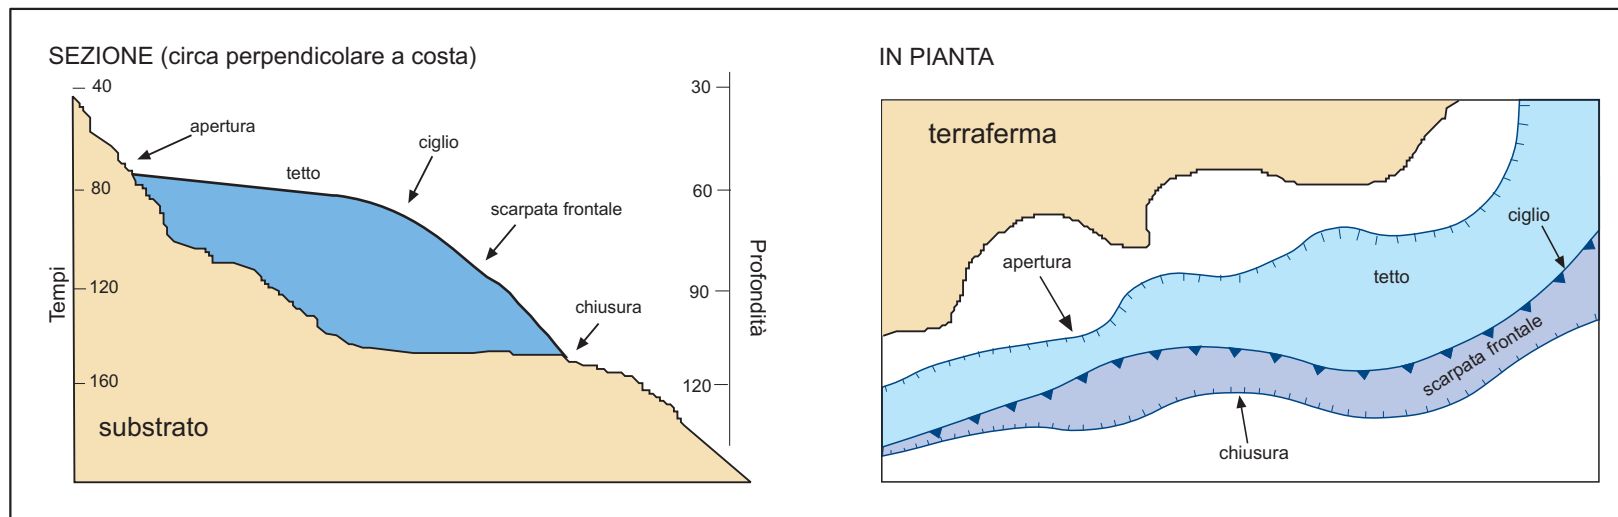 SEZIONE (circa perpendicolare a costa)
40
apertura
ciglio
tetto
80
scarpata frontale
120
chiusura
160
Tempi
substrato
30
60
90
120
Profondità
IN PIANTA
terraferma
ciglio
apertura
tetto
scarpata frontale
chiusura